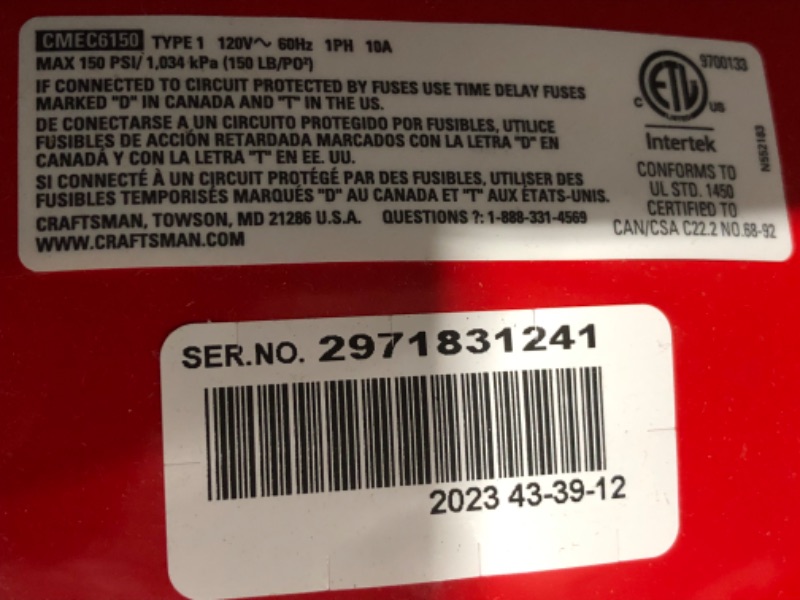 CMEC6150 TYPE 1 120V~ 60Hz 1PH 10A
MAX 150 PSI/ 1,034 kPa (150 LB/PO²)
IF CONNECTED TO CIRCUIT PROTECTED BY FUSES USE TIME DELAY FUSES
MARKED "D" IN CANADA AND "T" IN THE US.
DE CONECTARSE A UN CIRCUITO PROTEGIDO POR FUSIBLES, UTILICE
FUSIBLES DE ACCIÓN RETARDADA MARCADOS CON LA LETRA "D" EN
CANADÁ Y CON LA LETRA "T" EN EE. UU.
SI CONNECTÉ À UN CIRCUIT PROTÉGÉ PAR DES FUSIBLES, UTILISER DES
FUSIBLES TEMPORISÉS MARQUÉS "D" AU CANADA ET "T" AUX ÉTATS-UNIS.
CRAFTSMAN, TOWSON, MD 21286 U.S.A. QUESTIONS ?: 1-888-331-4569
WWW.CRAFTSMAN.COM
9700133
ETL
C US
Intertek
N552183
CONFORMS TO
UL STD. 1450
CERTIFIED TO
CAN/CSA C22.2 NO.68-92
SER.NO. 2971831241
2023 43-39-12